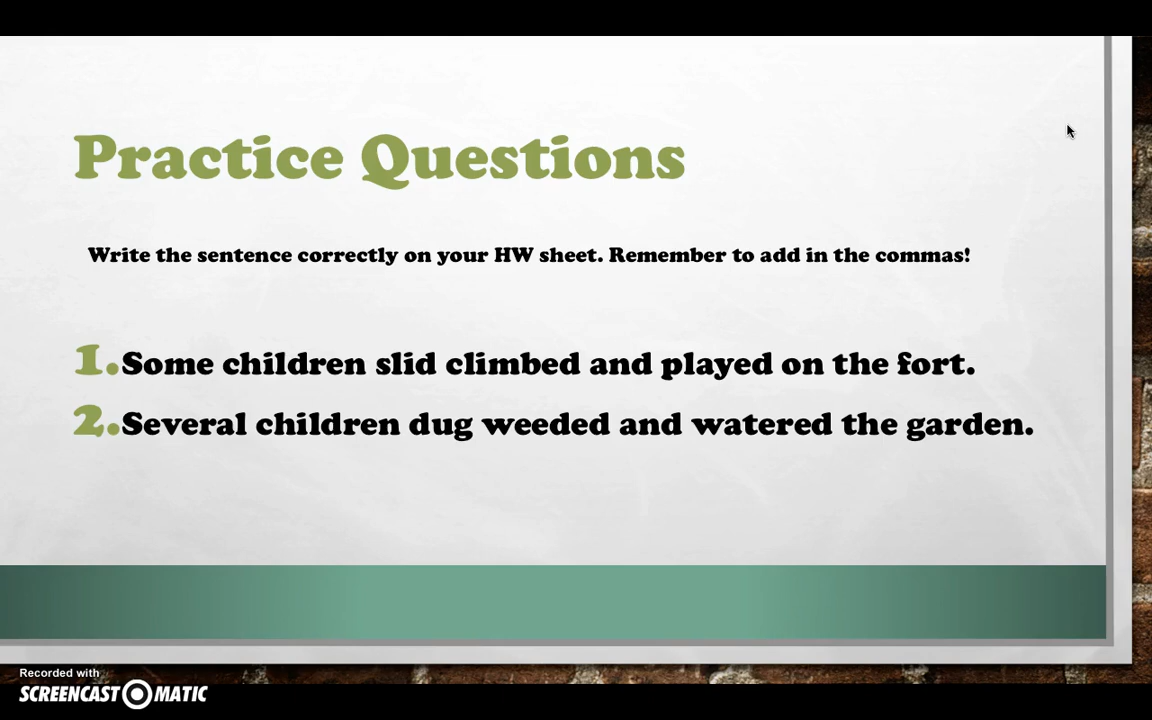 Practice Questions
Write the sentence correctly on your HW sheet. Remember to add in the commas!
1.Some children slid climbed and played on the fort.
2.Several children dug weeded and watered the garden.
Recorded with
SCREENCAST MATIC